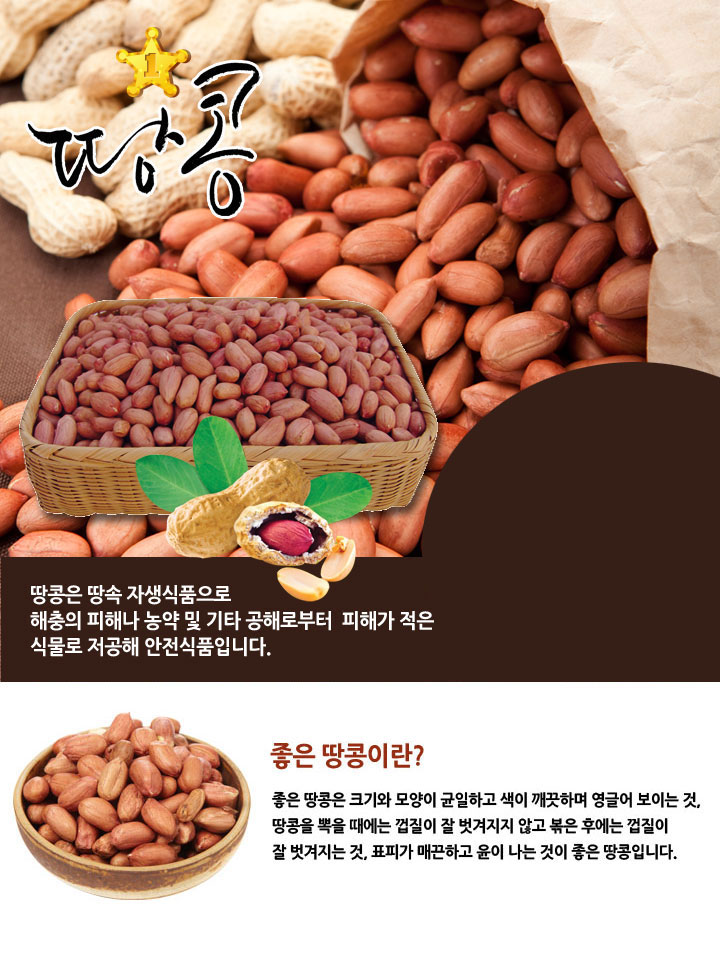 1
땅콩
땅콩은 땅속 자생식품으로
해충의 피해나 농약 및 기타 공해로부터 피해가 적은
식물로 저공해 안전식품입니다.
좋은 땅콩이란?
좋은 땅콩은 크기와 모양이 균일하고 색이 깨끗하며 영글어 보이는 것,
땅콩을 뽁을 때에는 껍질이 잘 벗겨지지 않고 볶은 후에는 껍질이
잘 벗겨지는 것, 표피가 매끈하고 윤이 나는 것이 좋은 땅콩입니다.